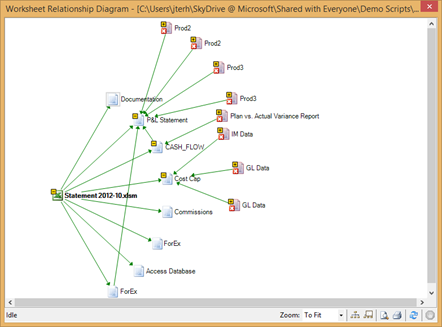 Worksheet Relationship Diagram - [C:\Users\jterh\SkyDrive @ Microsoft\Shared with Everyone\Demo Scripts\...
Prod2
Prod2
Prod3
Documentation
Prod3
Plan vs. Actual Variance Report
P&L Statement
IM Data
CASH_FLOW
GL Data
Cost Cap
Statement 2012-10.xlsm
GL Data
Commissions
ForEx
Access Database
ForEx
Idle
Zoom: To Fit